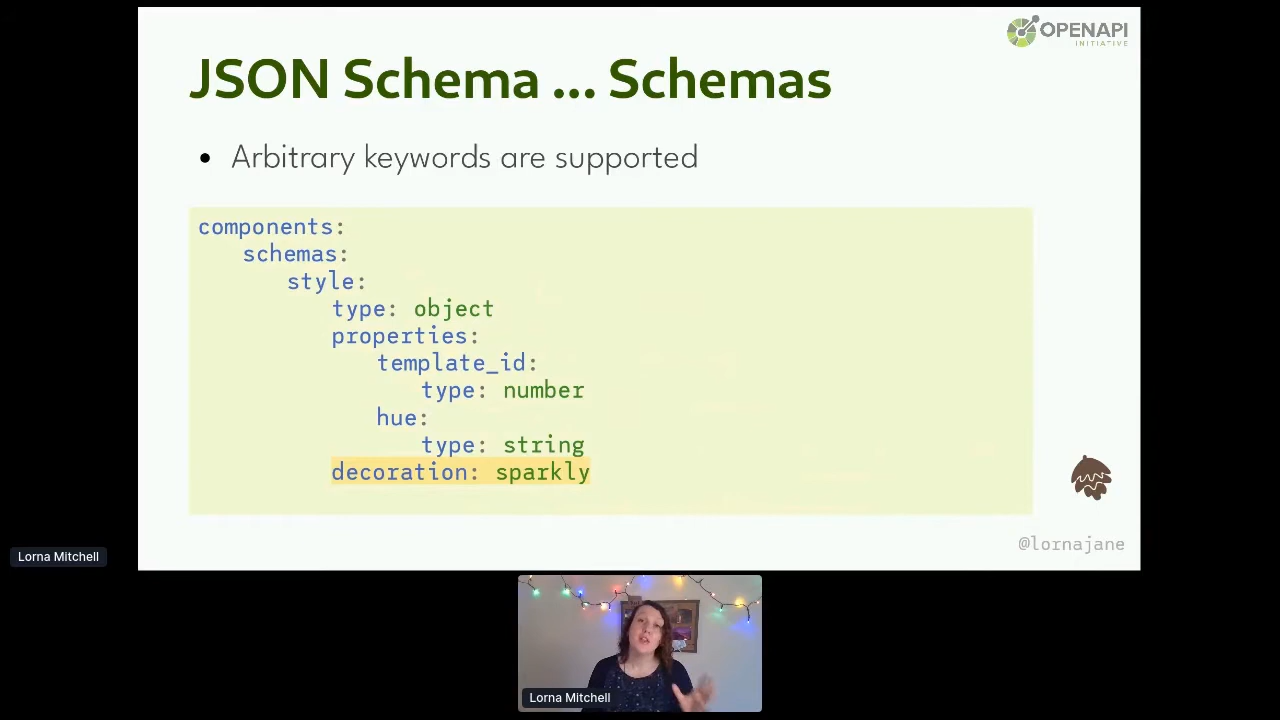 OPENAPI
INITIATIVE
JSON Schema ... Schemas
• Arbitrary keywords are supported
components:
schemas:
style:
type: object
properties:
template_id:
type: number
hue:
type: string
decoration: sparkly
@lornajane
Lorna Mitchell
Lorna Mitchell